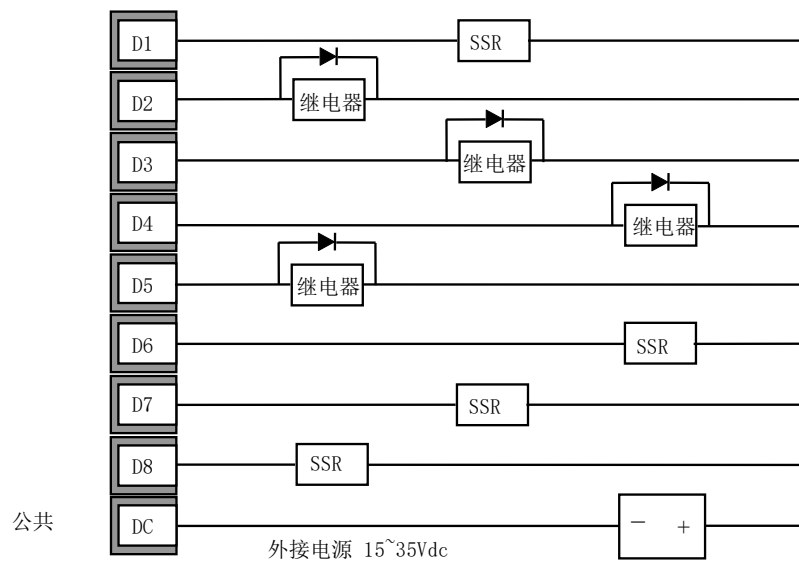 D1
SSR
D2
继电器
D3
继电器
D4
继电器
D5
继电器
D6
SSR
D7
SSR
D8
SSR
公共
DC
− +
外接电源 15~35Vdc